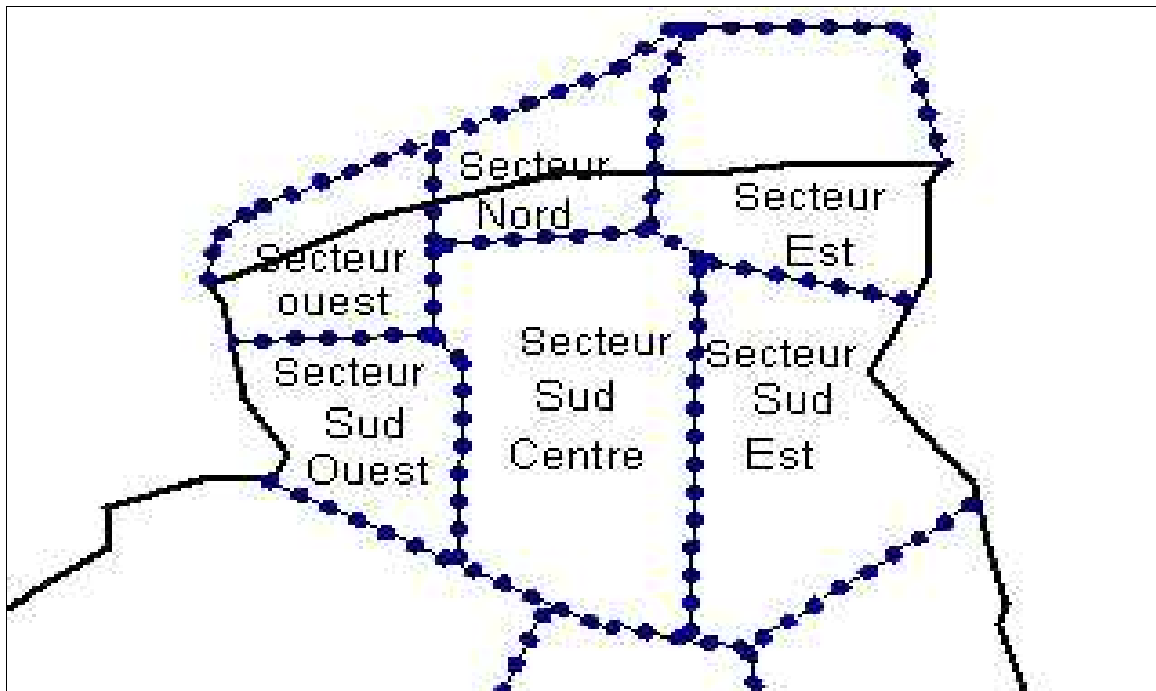 Secteur
Nord
Secteur
Est
Secteur
ouest
Secteur
Sud
Ouest
Secteur
Sud
Centre
Secteur
Sud
Est